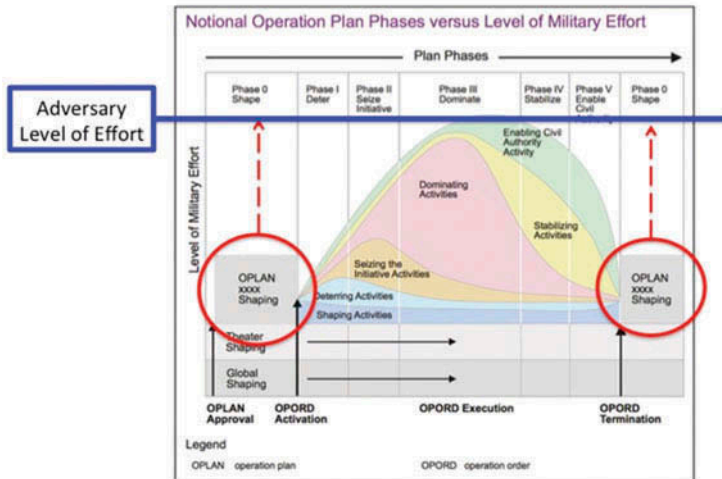 Notional Operation Plan Phases versus Level of Military Effort
Plan Phases
Phase 0
Shape
Phase I
Deter
Phase II
Seize
Initiative
Phase III
Dominate
Phase IV
Stabilize
Phase V
Enable
Civil
Authority
Phase 0
Shape
Adversary
Level of Effort
Level of Military Effort
Enabling Civil
Authority
Activity
Dominating
Activities
Stabilizing
Activities
OPLAN
xxxx
Shaping
Seizing the
Initiative Activities
OPLAN
xxxx
Shaping
Deterring Activities
Shaping Activities
Theater
Shaping
Global
Shaping
OPLAN
Approval
OPORD
Activation
OPORD Execution
OPORD
Termination
Legend
OPLAN operation plan
OPORD operation order